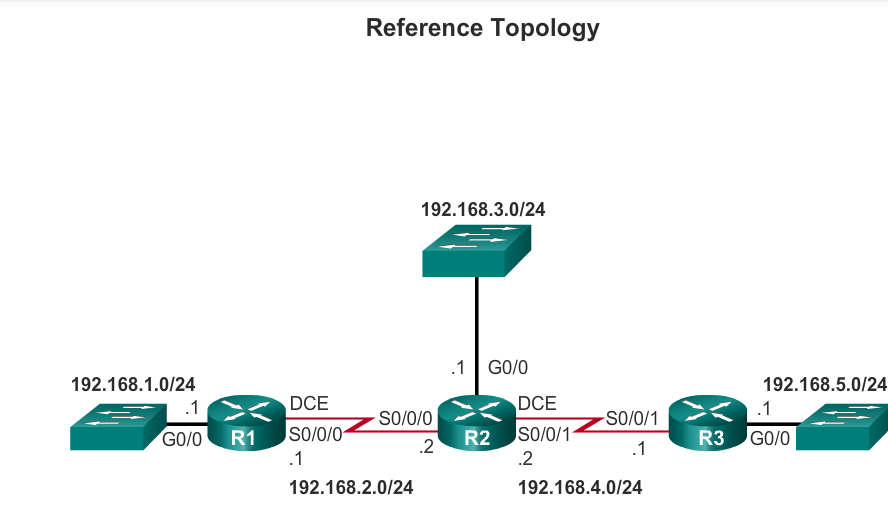 Reference Topology
192.168.3.0/24
.1 G0/0
192.168.1.0/24
192.168.5.0/24
.1
DCE
DCE
.1
S0/0/0
S0/0/1
G0/0
R1
S0/0/0
R2
S0/0/1
R3
G0/0
.1
.2
.2
.1
192.168.2.0/24
192.168.4.0/24